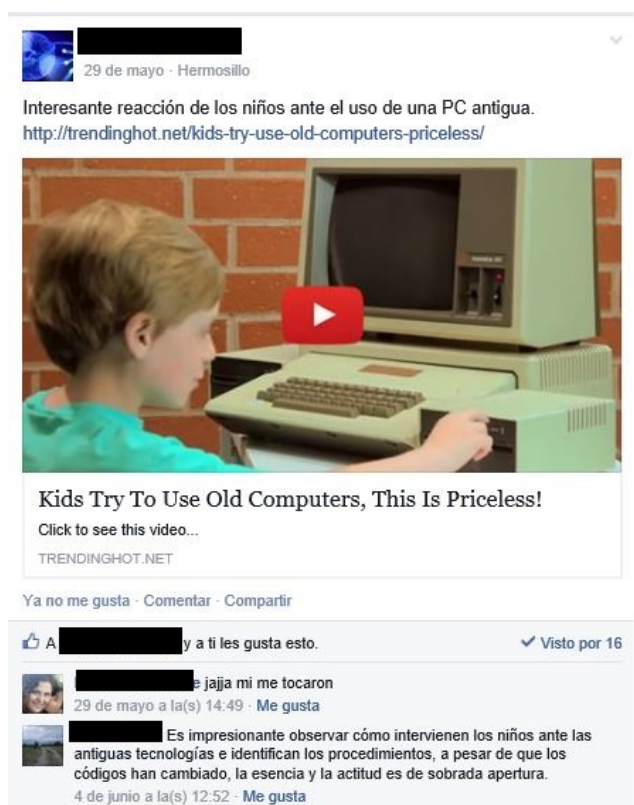 29 de mayo · Hermosillo
Interesante reacción de los niños ante el uso de una PC antigua.
http://trendinghot.net/kids-try-use-old-computers-priceless/
Kids Try To Use Old Computers, This Is Priceless!
Click to see this video...
TRENDINGHOT.NET
Ya no me gusta · Comentar · Compartir
A y a ti les gusta esto.
Visto por 16
e jajja mi me tocaron
29 de mayo a la(s) 14:49 · Me gusta
Es impresionante observar cómo intervienen los niños ante las
antiguas tecnologías e identifican los procedimientos, a pesar de que los
códigos han cambiado, la esencia y la actitud es de sobrada apertura.
4 de junio a la(s) 12:52 · Me gusta